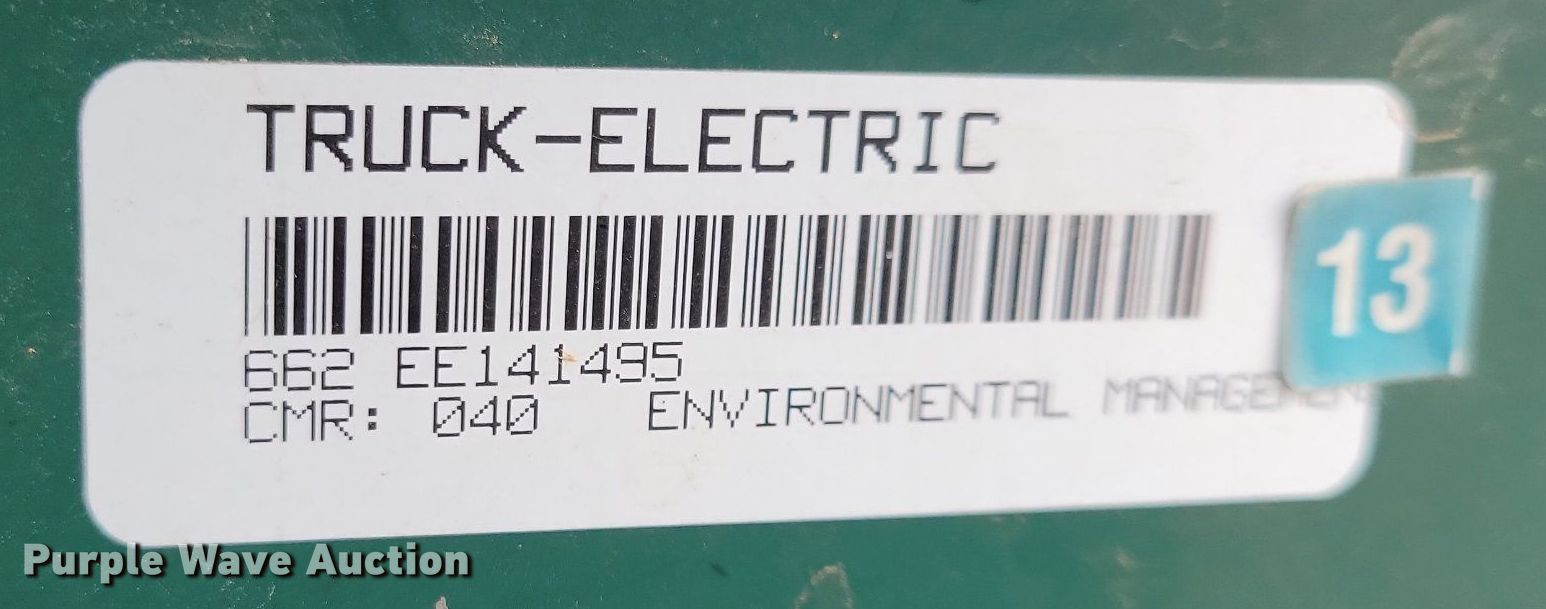 TRUCK-ELECTRIC
13
662 EE141495
CMR: 040 ENVIRONMENTAL
Purple Wave Auction